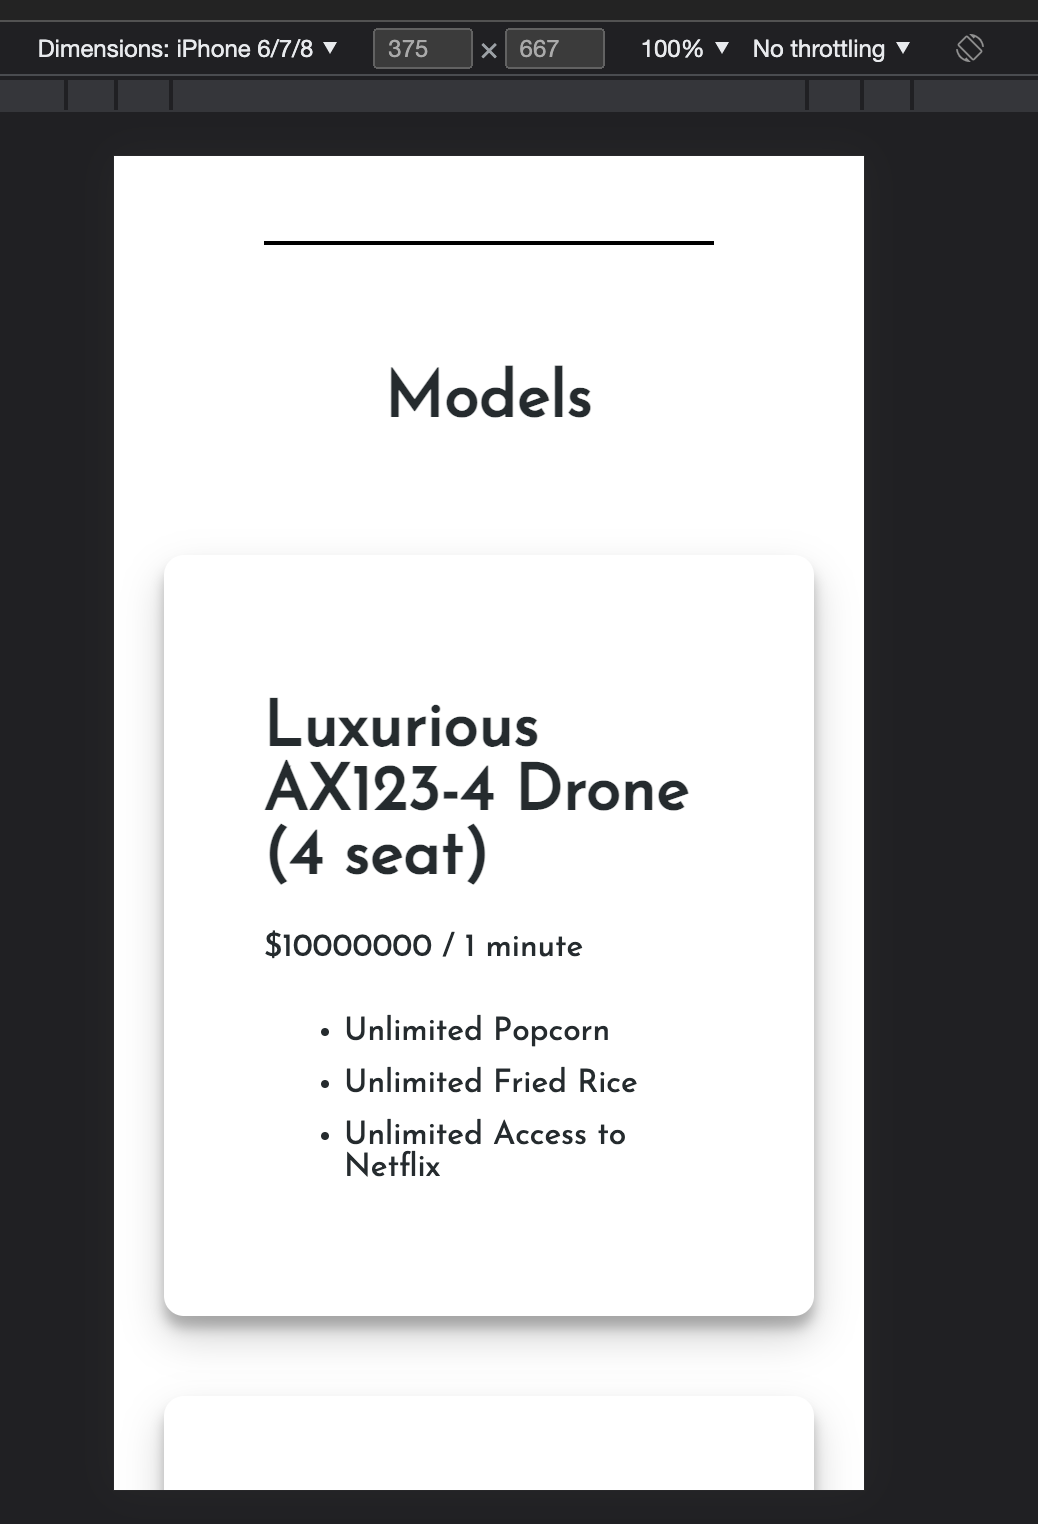 Dimensions: iPhone 6/7/8 ▼ 375 × 667 100% ▼ No throttling ▼
Models
Luxurious
AX123-4 Drone
(4 seat)
$10000000 / 1 minute
• Unlimited Popcorn
• Unlimited Fried Rice
• Unlimited Access to
Netflix